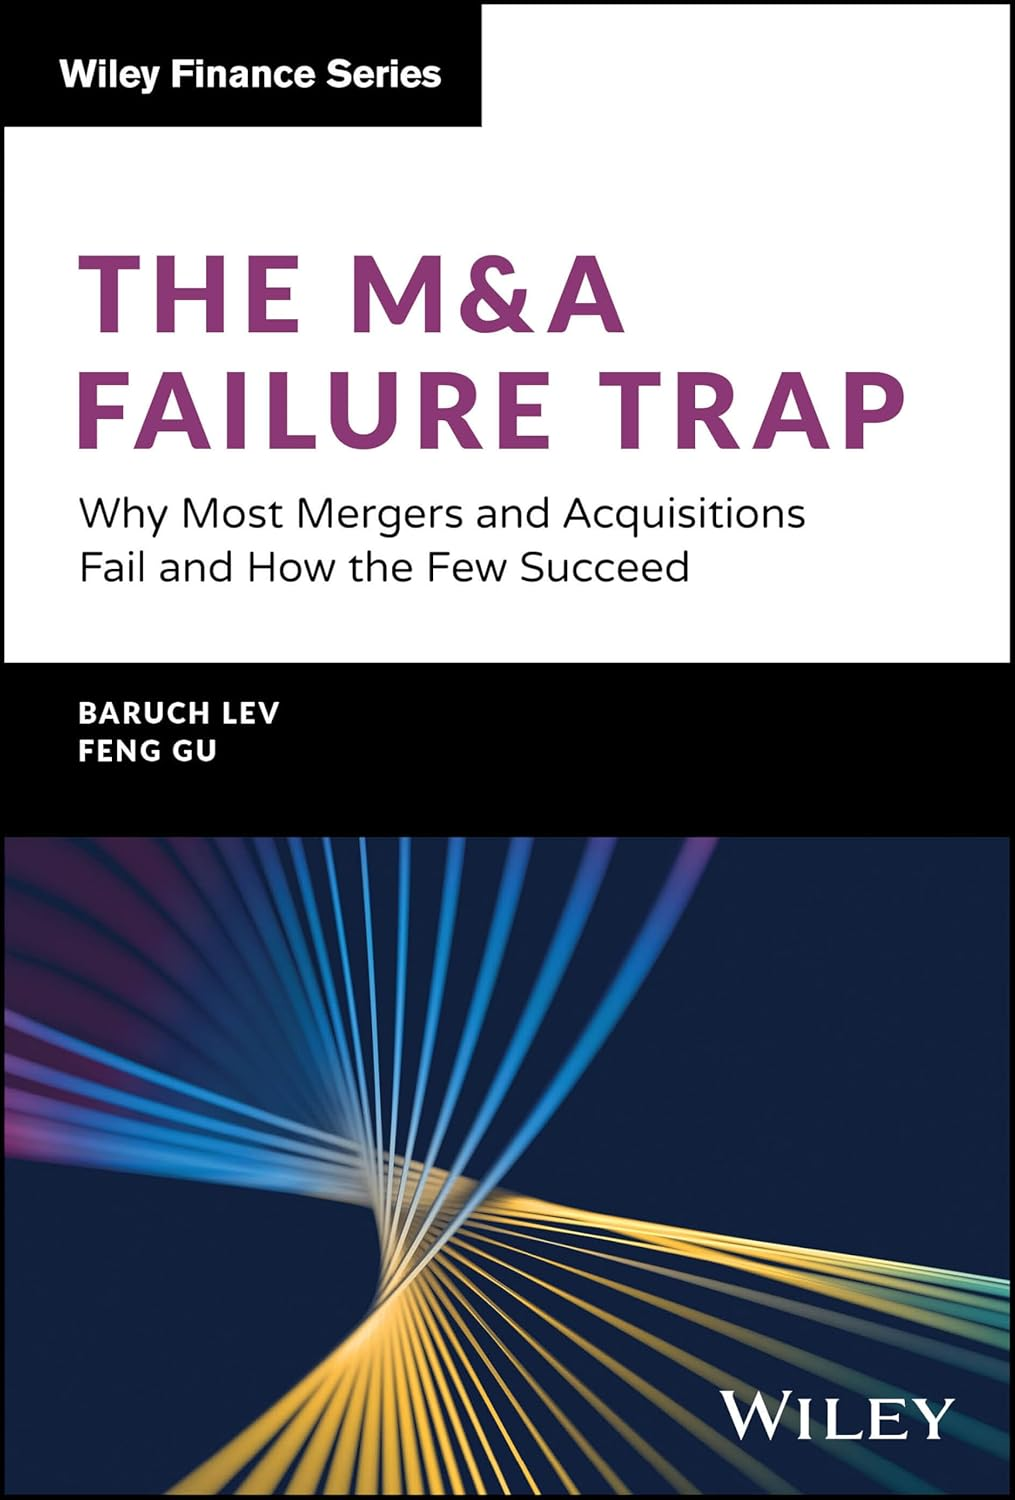 Wiley Finance Series
THE M&A
FAILURE TRAP
Why Most Mergers and Acquisitions
Fail and How the Few Succeed
BARUCH LEV
FENG GU
WILEY